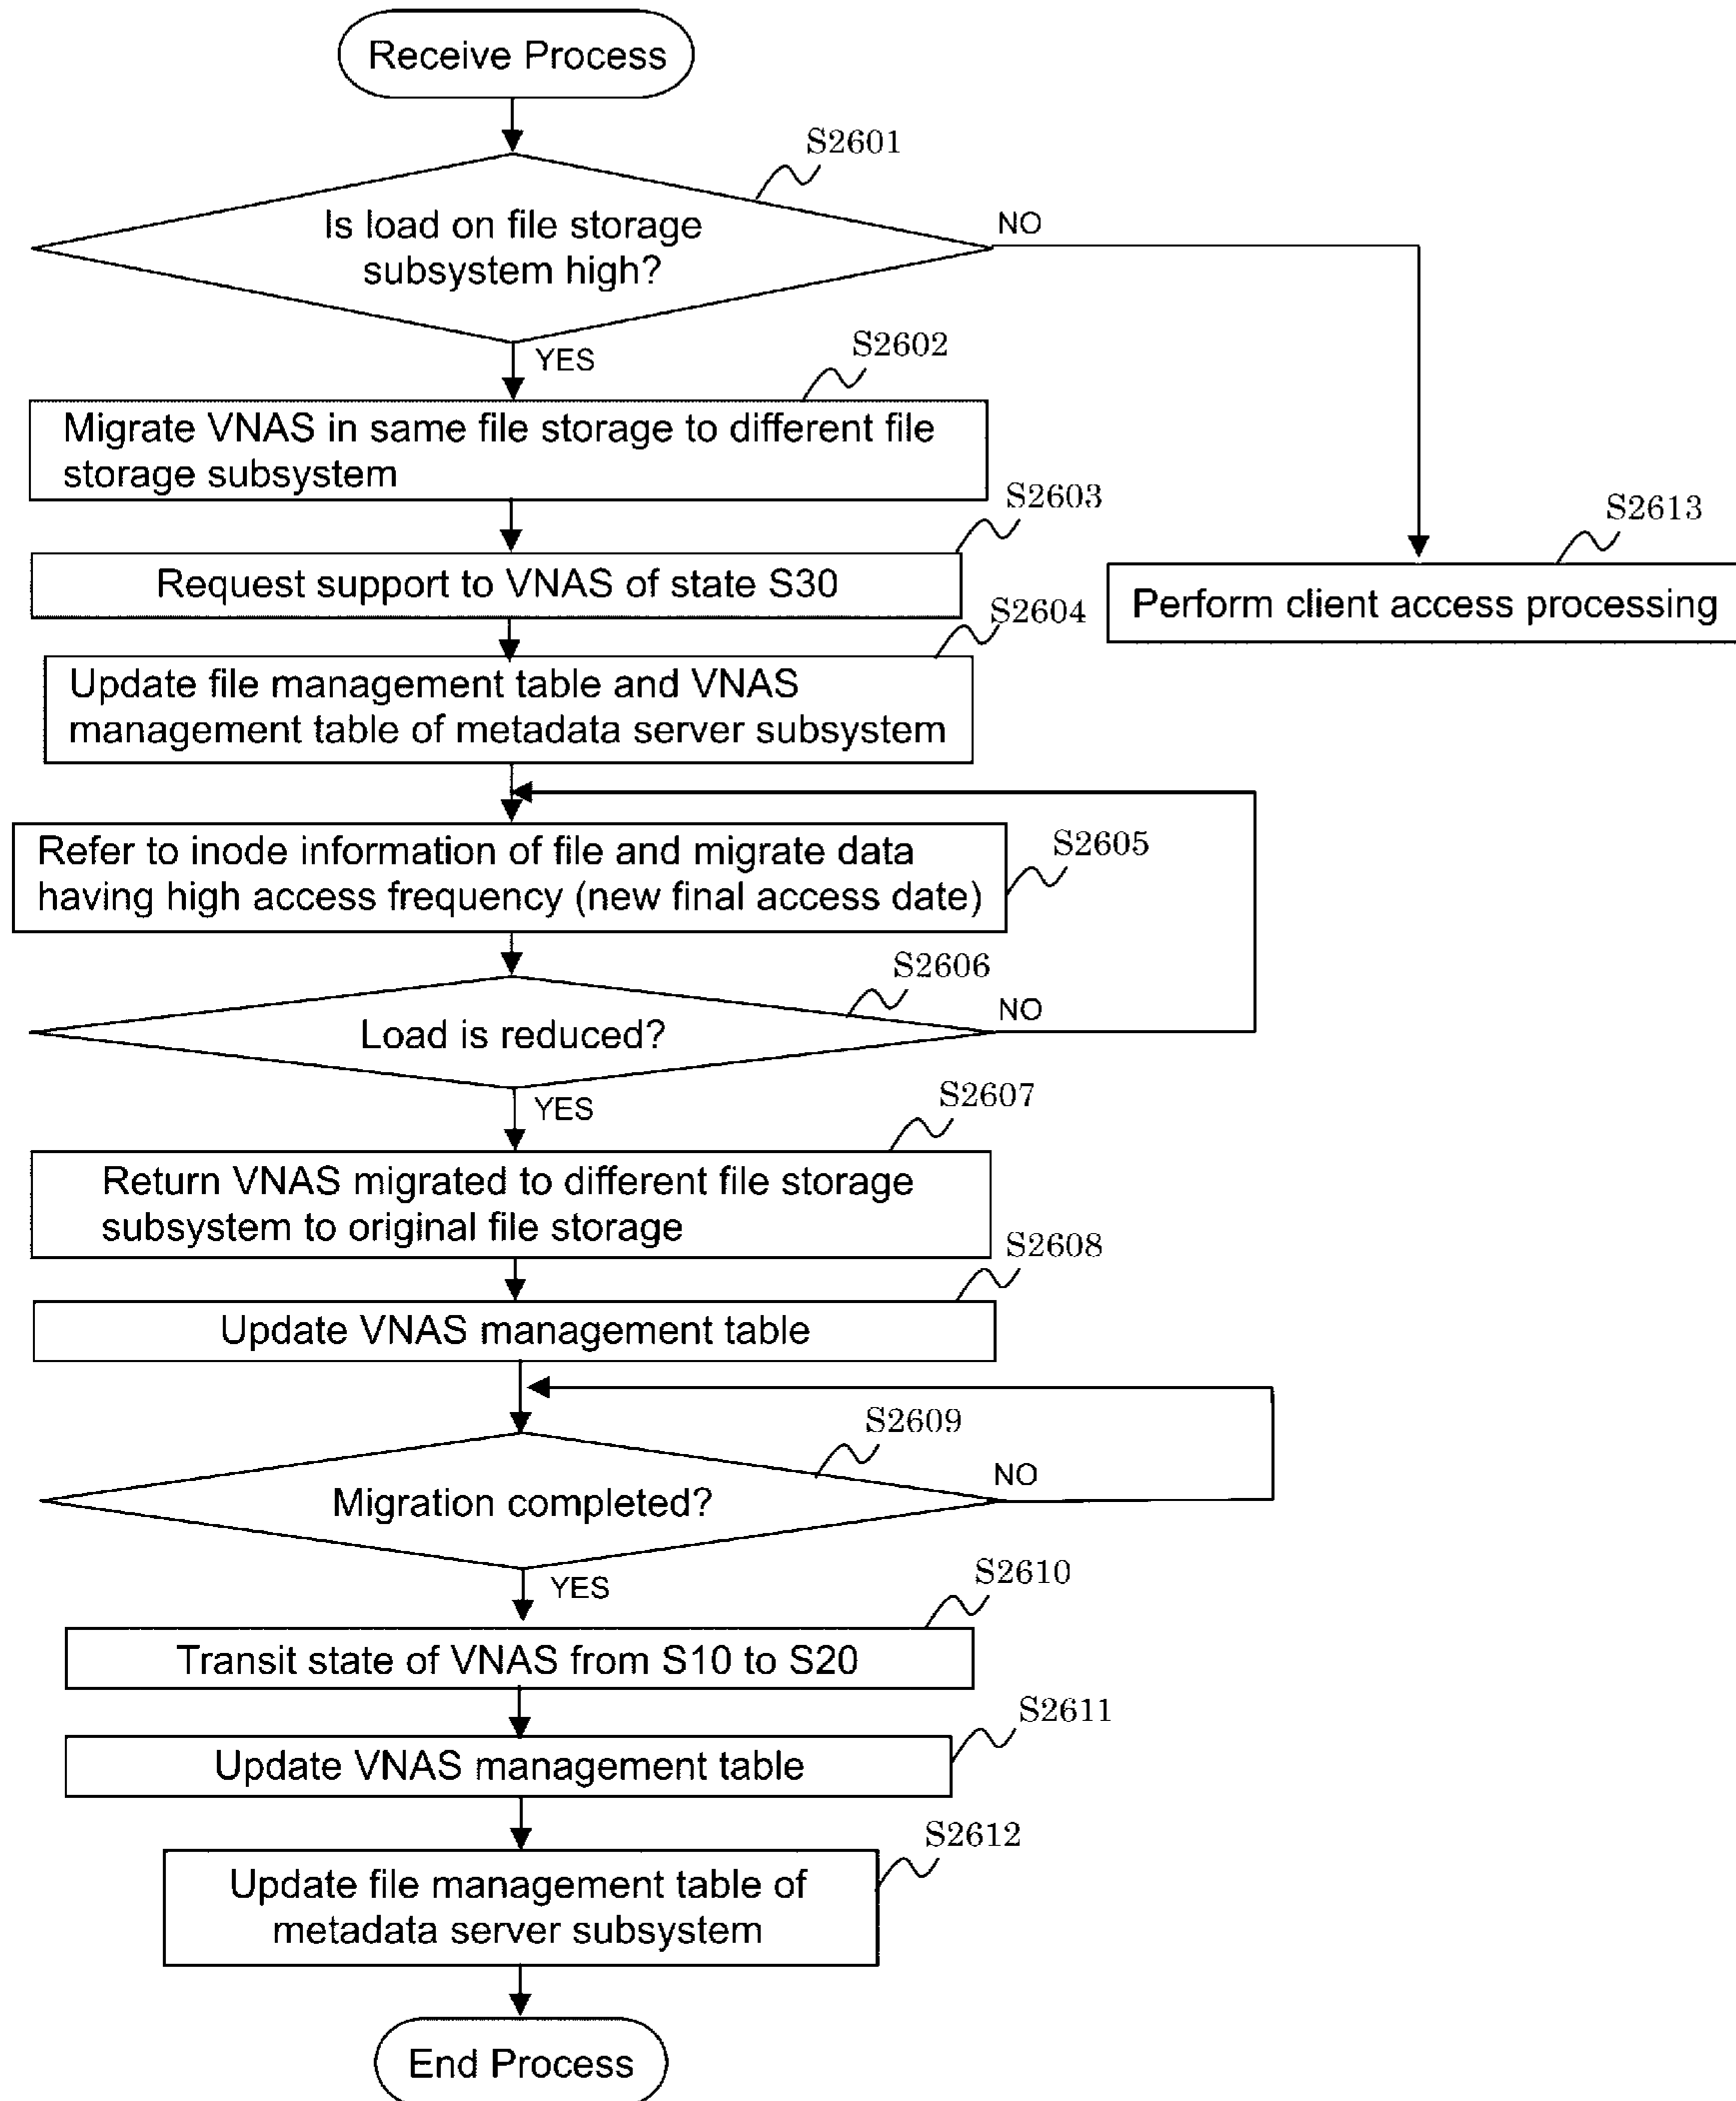 Receive Process
S2601
Is load on file storage
subsystem high?
NO
YES
S2602
Migrate VNAS in same file storage to different file
storage subsystem
S2603
Request support to VNAS of state S30
S2613
Perform client access processing
S2604
Update file management table and VNAS
management table of metadata server subsystem
S2605
Refer to inode information of file and migrate data
having high access frequency (new final access date)
S2606
Load is reduced?
NO
YES
S2607
Return VNAS migrated to different file storage
subsystem to original file storage
S2608
Update VNAS management table
S2609
Migration completed?
NO
YES
S2610
Transit state of VNAS from S10 to S20
S2611
Update VNAS management table
S2612
Update file management table of
metadata server subsystem
End Process